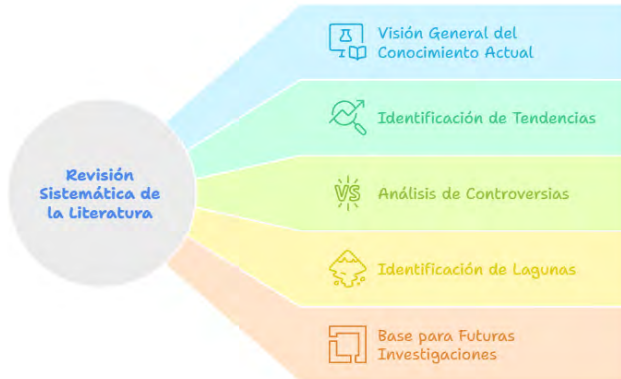 Revisión
Sistemática de
la Literatura
Visión General del
Conocimiento Actual
Identificación de Tendencias
VS
Análisis de Controversias
Identificación de Lagunas
Base para Futuras
Investigaciones